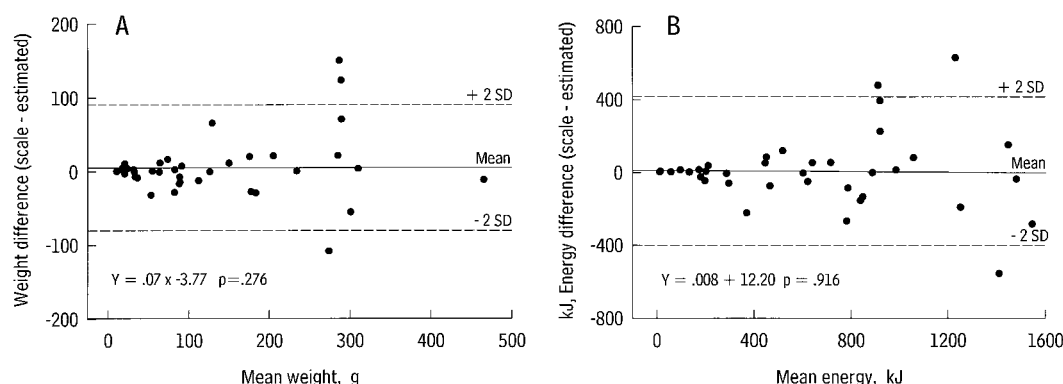 A
Weight difference (scale - estimated)
200
100
0
-100
-200
+ 2 SD
Mean
- 2 SD
Y = .07 x -3.77 p=.276
0 100 200 300 400 500
Mean weight, g
B
kJ, Energy difference (scale - estimated)
800
400
0
-400
-800
+ 2 SD
Mean
- 2 SD
Y = .008 + 12.20 p = .916
0 400 800 1200 1600
Mean energy, kJ